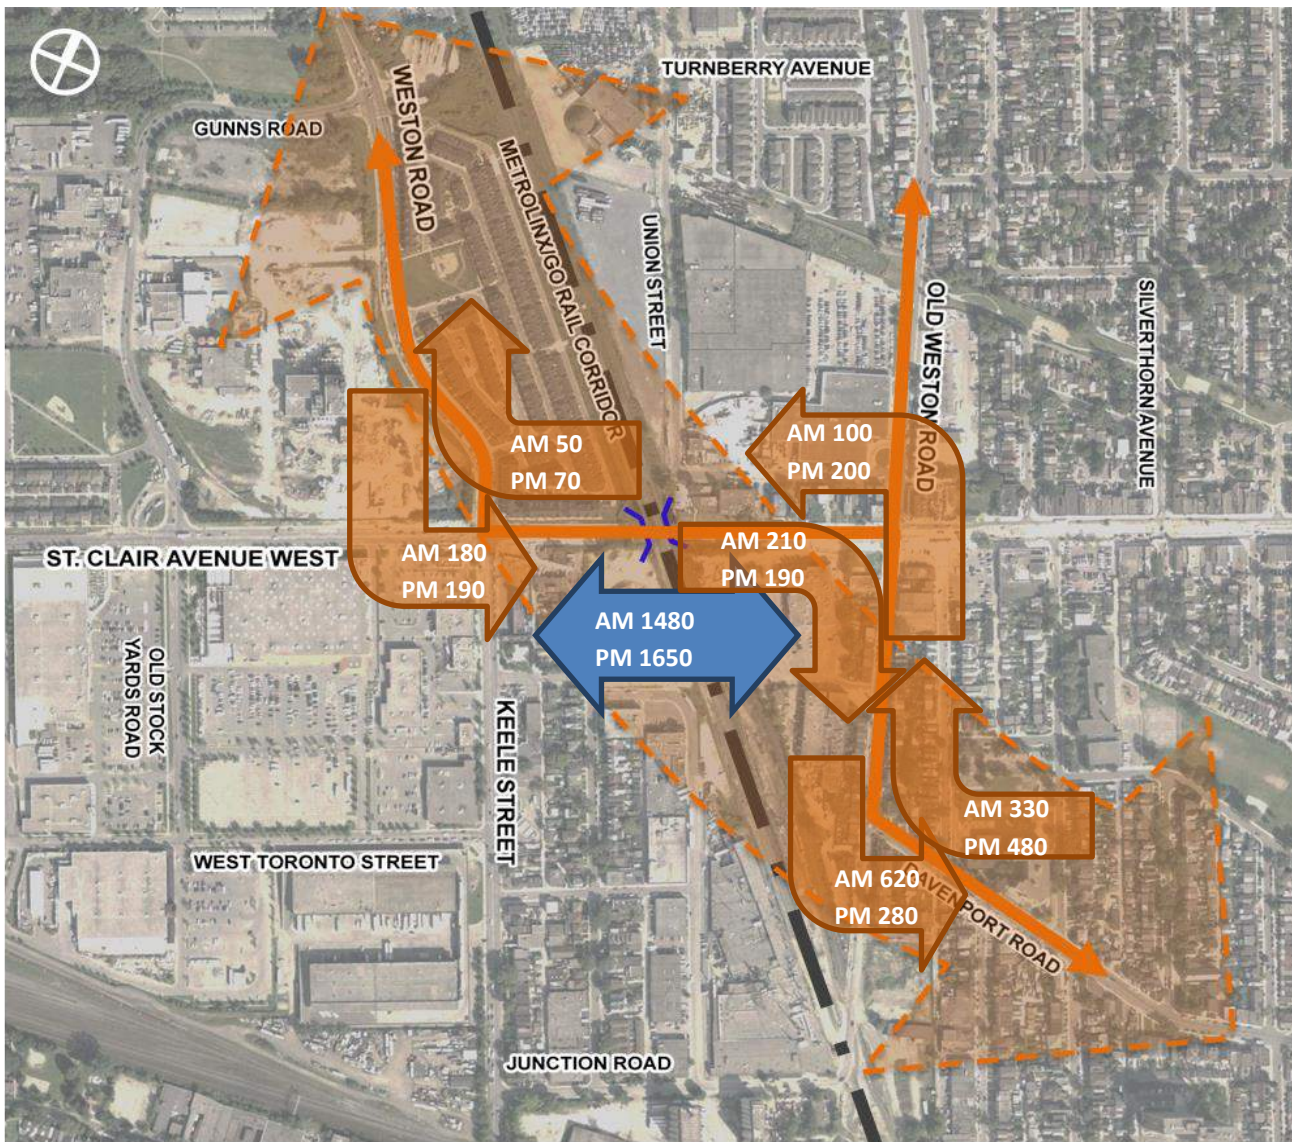 TURNBERRY AVENUE
GUNNS ROAD
WESTON ROAD
METROLINX/GO RAIL CORRIDOR
UNION STREET
OLD WESTON ROAD
SILVERTHORN AVENUE
AM 50
PM 70
AM 100
PM 200
ST. CLAIR AVENUE WEST
AM 180
PM 190
AM 210
PM 190
AM 1480
PM 1650
OLD STOCK
YARDS ROAD
KEELE STREET
AM 330
PM 480
WEST TORONTO STREET
AM 620
PM 280
DAVENPORT ROAD
JUNCTION ROAD